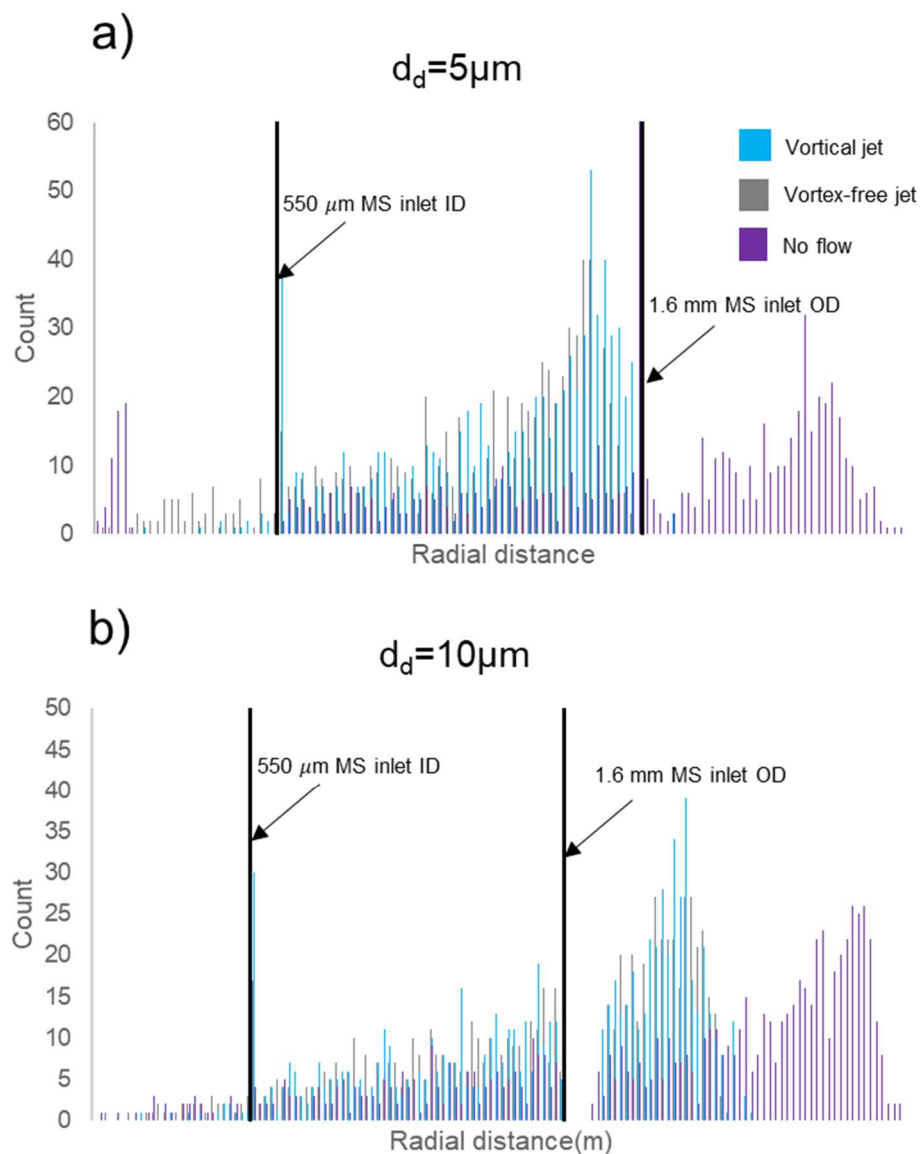 a)
dd=5μm
60
50
40
30
20
10
0
Count
Vortical jet
Vortex-free jet
No flow
550 μm MS inlet ID
1.6 mm MS inlet OD
Radial distance
b)
dd=10μm
50
45
40
35
30
25
20
15
10
5
0
Count
550 μm MS inlet ID
1.6 mm MS inlet OD
Radial distance(m)